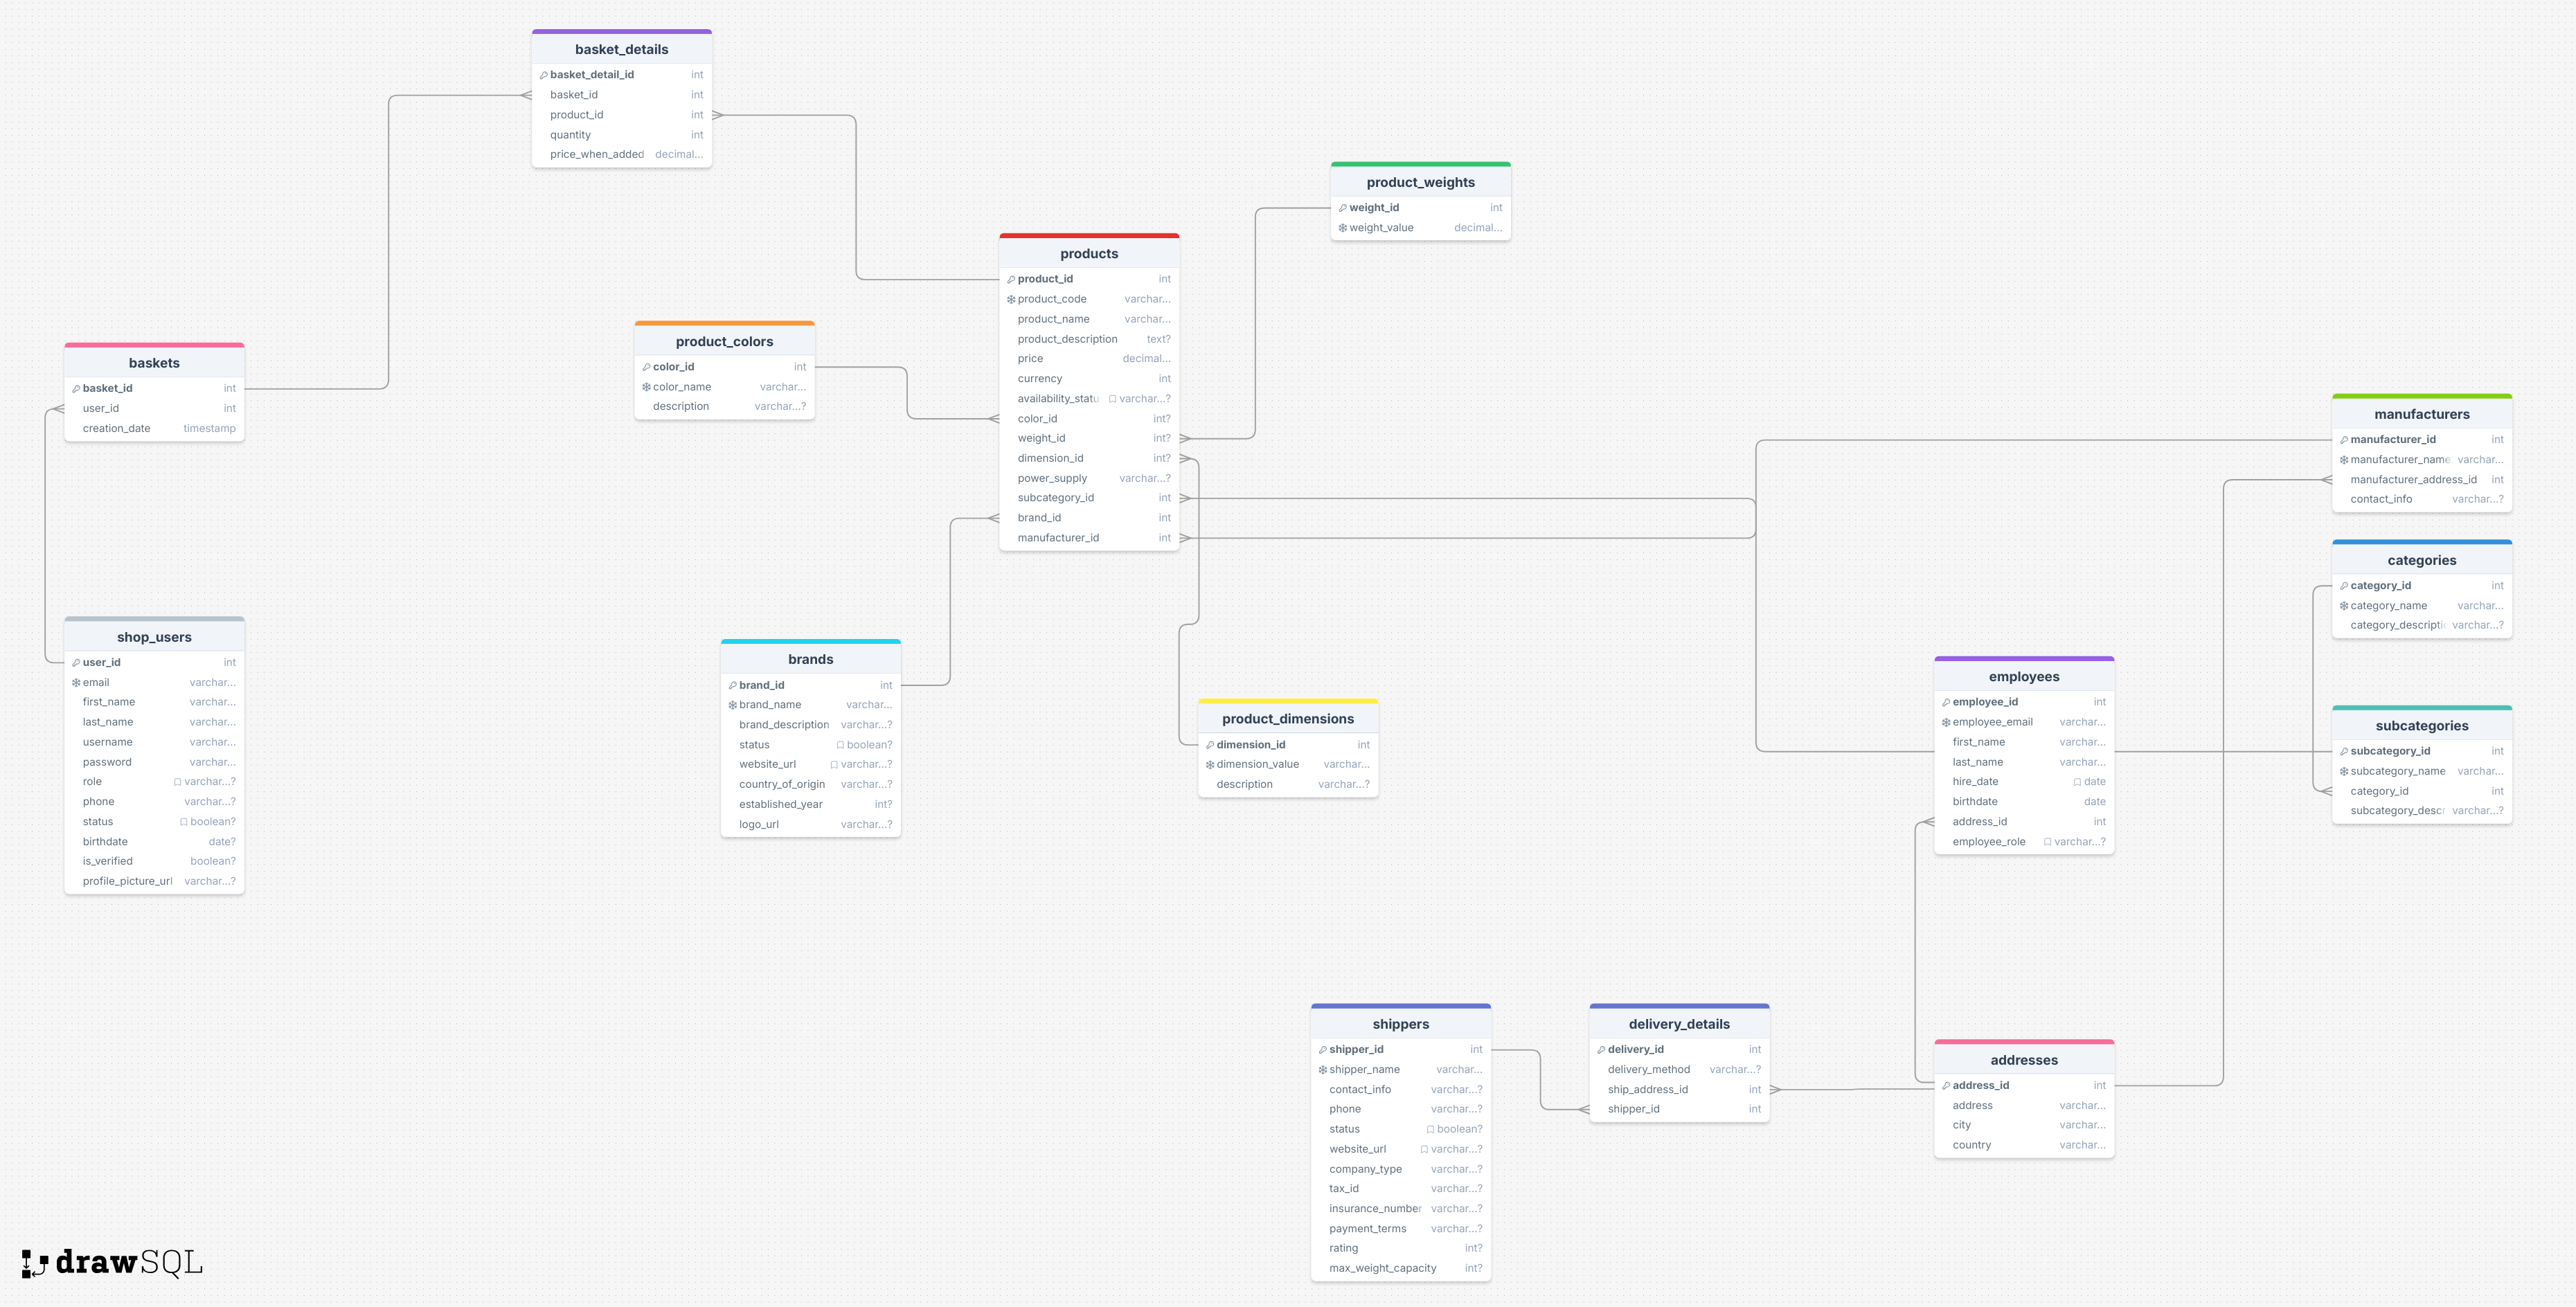 basket_details
basket_detail_id int
basket_id int
product_id int
quantity int
price_when_added decimal...
product_weights
weight_id int
weight_value decimal...
products
product_id int
product_code varchar...
product_name varchar...
product_description text?
price decimal...
currency int
availability_statu varchar...?
color_id int?
weight_id int?
dimension_id int?
power_supply varchar...?
subcategory_id int
brand_id int
manufacturer_id int
product_colors
color_id int
color_name varchar...
description varchar...?
baskets
basket_id int
user_id int
creation_date timestamp
manufacturers
manufacturer_id int
manufacturer_name varchar...
manufacturer_address_id int
contact_info varchar...?
categories
category_id int
category_name varchar...
category_descripti varchar...?
shop_users
user_id int
email varchar...
first_name varchar...
last_name varchar...
username varchar...
password varchar...
role varchar...?
phone varchar...?
status boolean?
birthdate date?
is_verified boolean?
profile_picture_url varchar...?
brands
brand_id int
brand_name varchar...
brand_description varchar...?
status boolean?
website_url varchar...?
country_of_origin varchar...?
established_year int?
logo_url varchar...?
product_dimensions
dimension_id int
dimension_value varchar...
description varchar...?
employees
employee_id int
employee_email varchar...
first_name varchar...
last_name varchar...
hire_date date
birthdate date
address_id int
employee_role varchar...?
subcategories
subcategory_id int
subcategory_name varchar...
category_id int
subcategory_descr varchar...?
shippers
shipper_id int
shipper_name varchar...
contact_info varchar...?
phone varchar...?
status boolean?
website_url varchar...?
company_type varchar...?
tax_id varchar...?
insurance_number varchar...?
payment_terms varchar...?
rating int?
max_weight_capacity int?
delivery_details
delivery_id int
delivery_method varchar...?
ship_address_id int
shipper_id int
addresses
address_id int
address varchar...
city varchar...
country varchar...
drawSQL